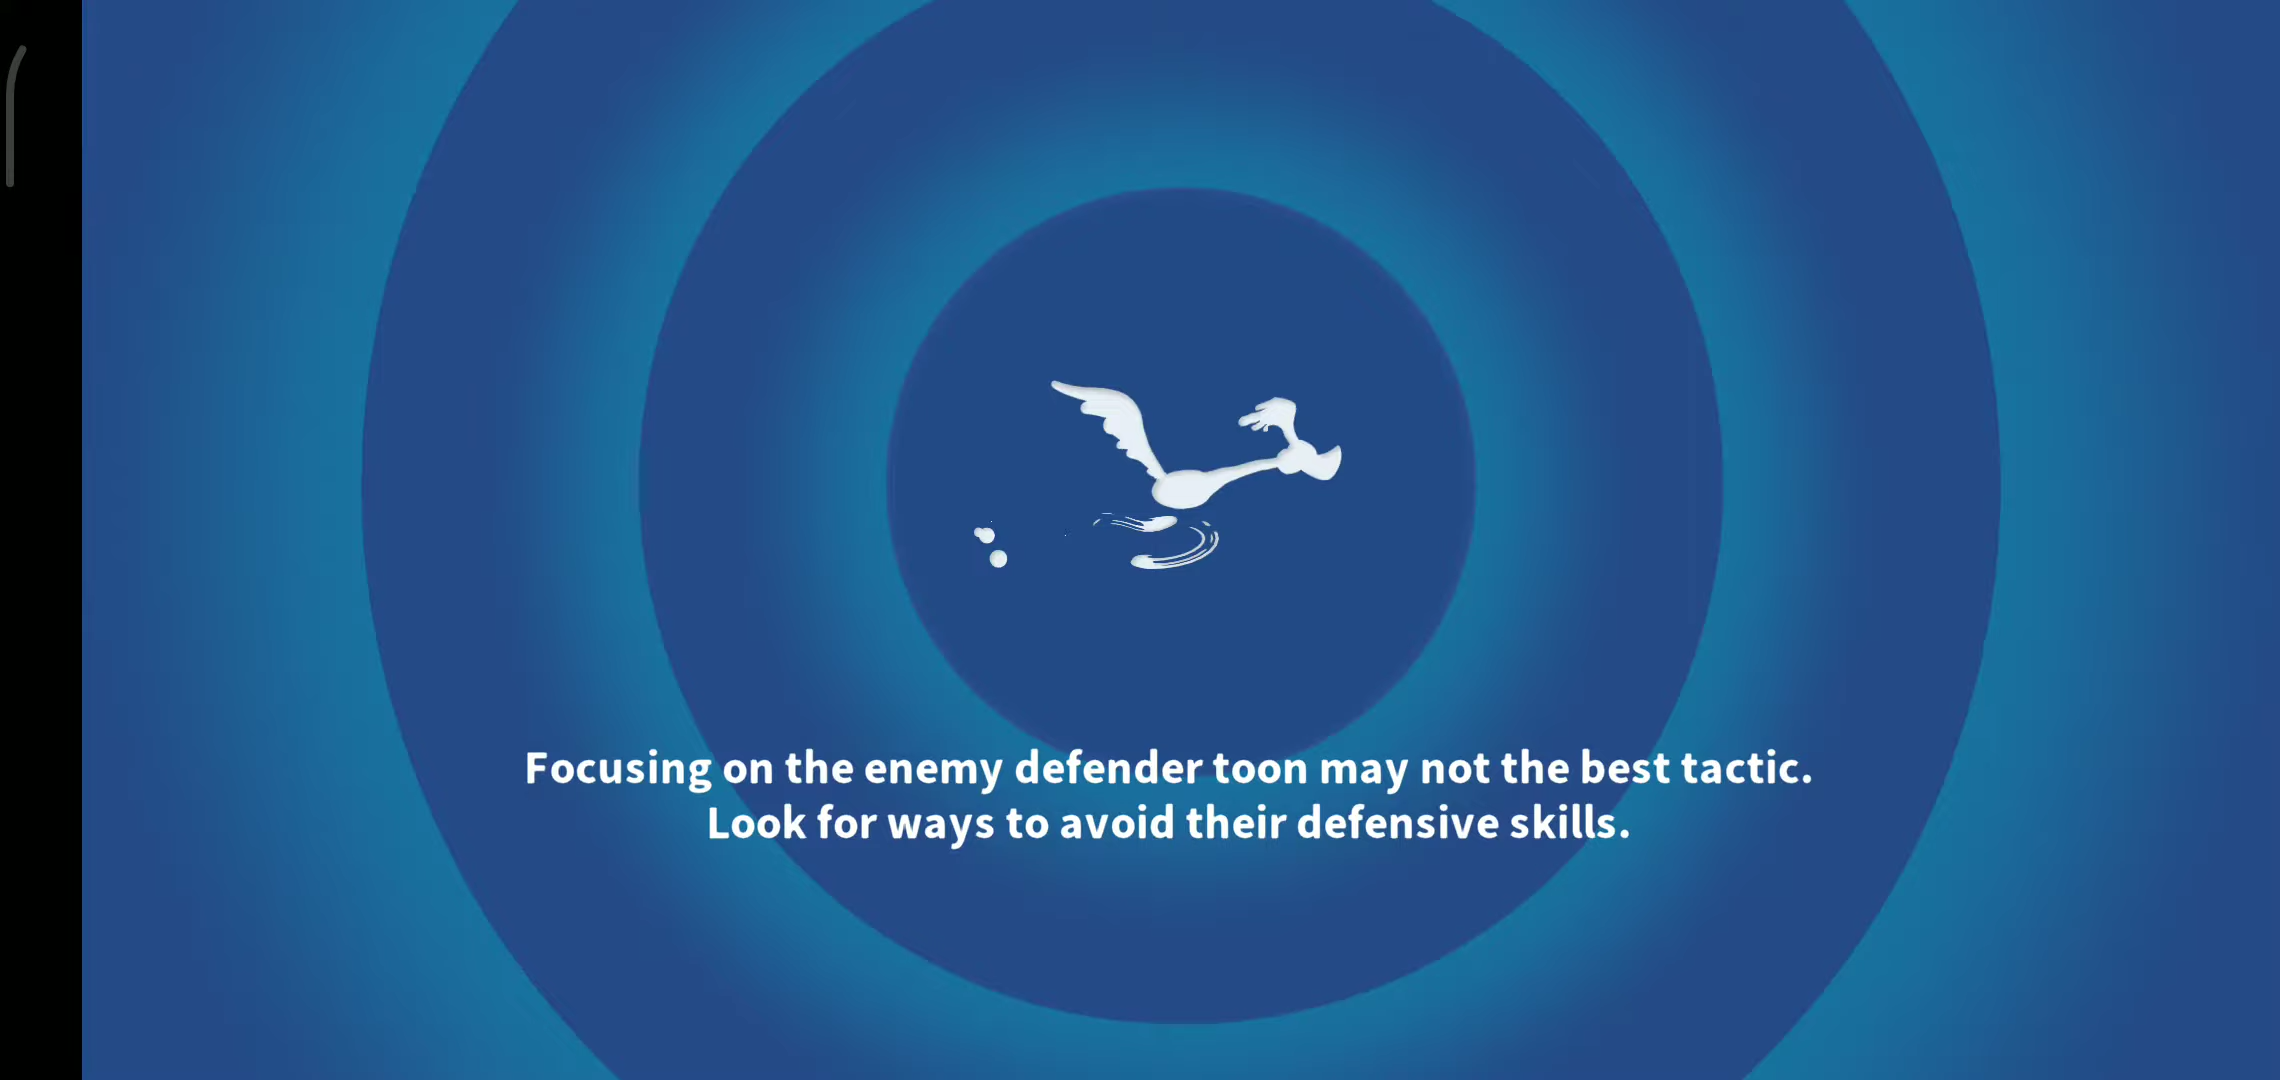 Focusing on the enemy defender toon may not the best tactic.
Look for ways to avoid their defensive skills.